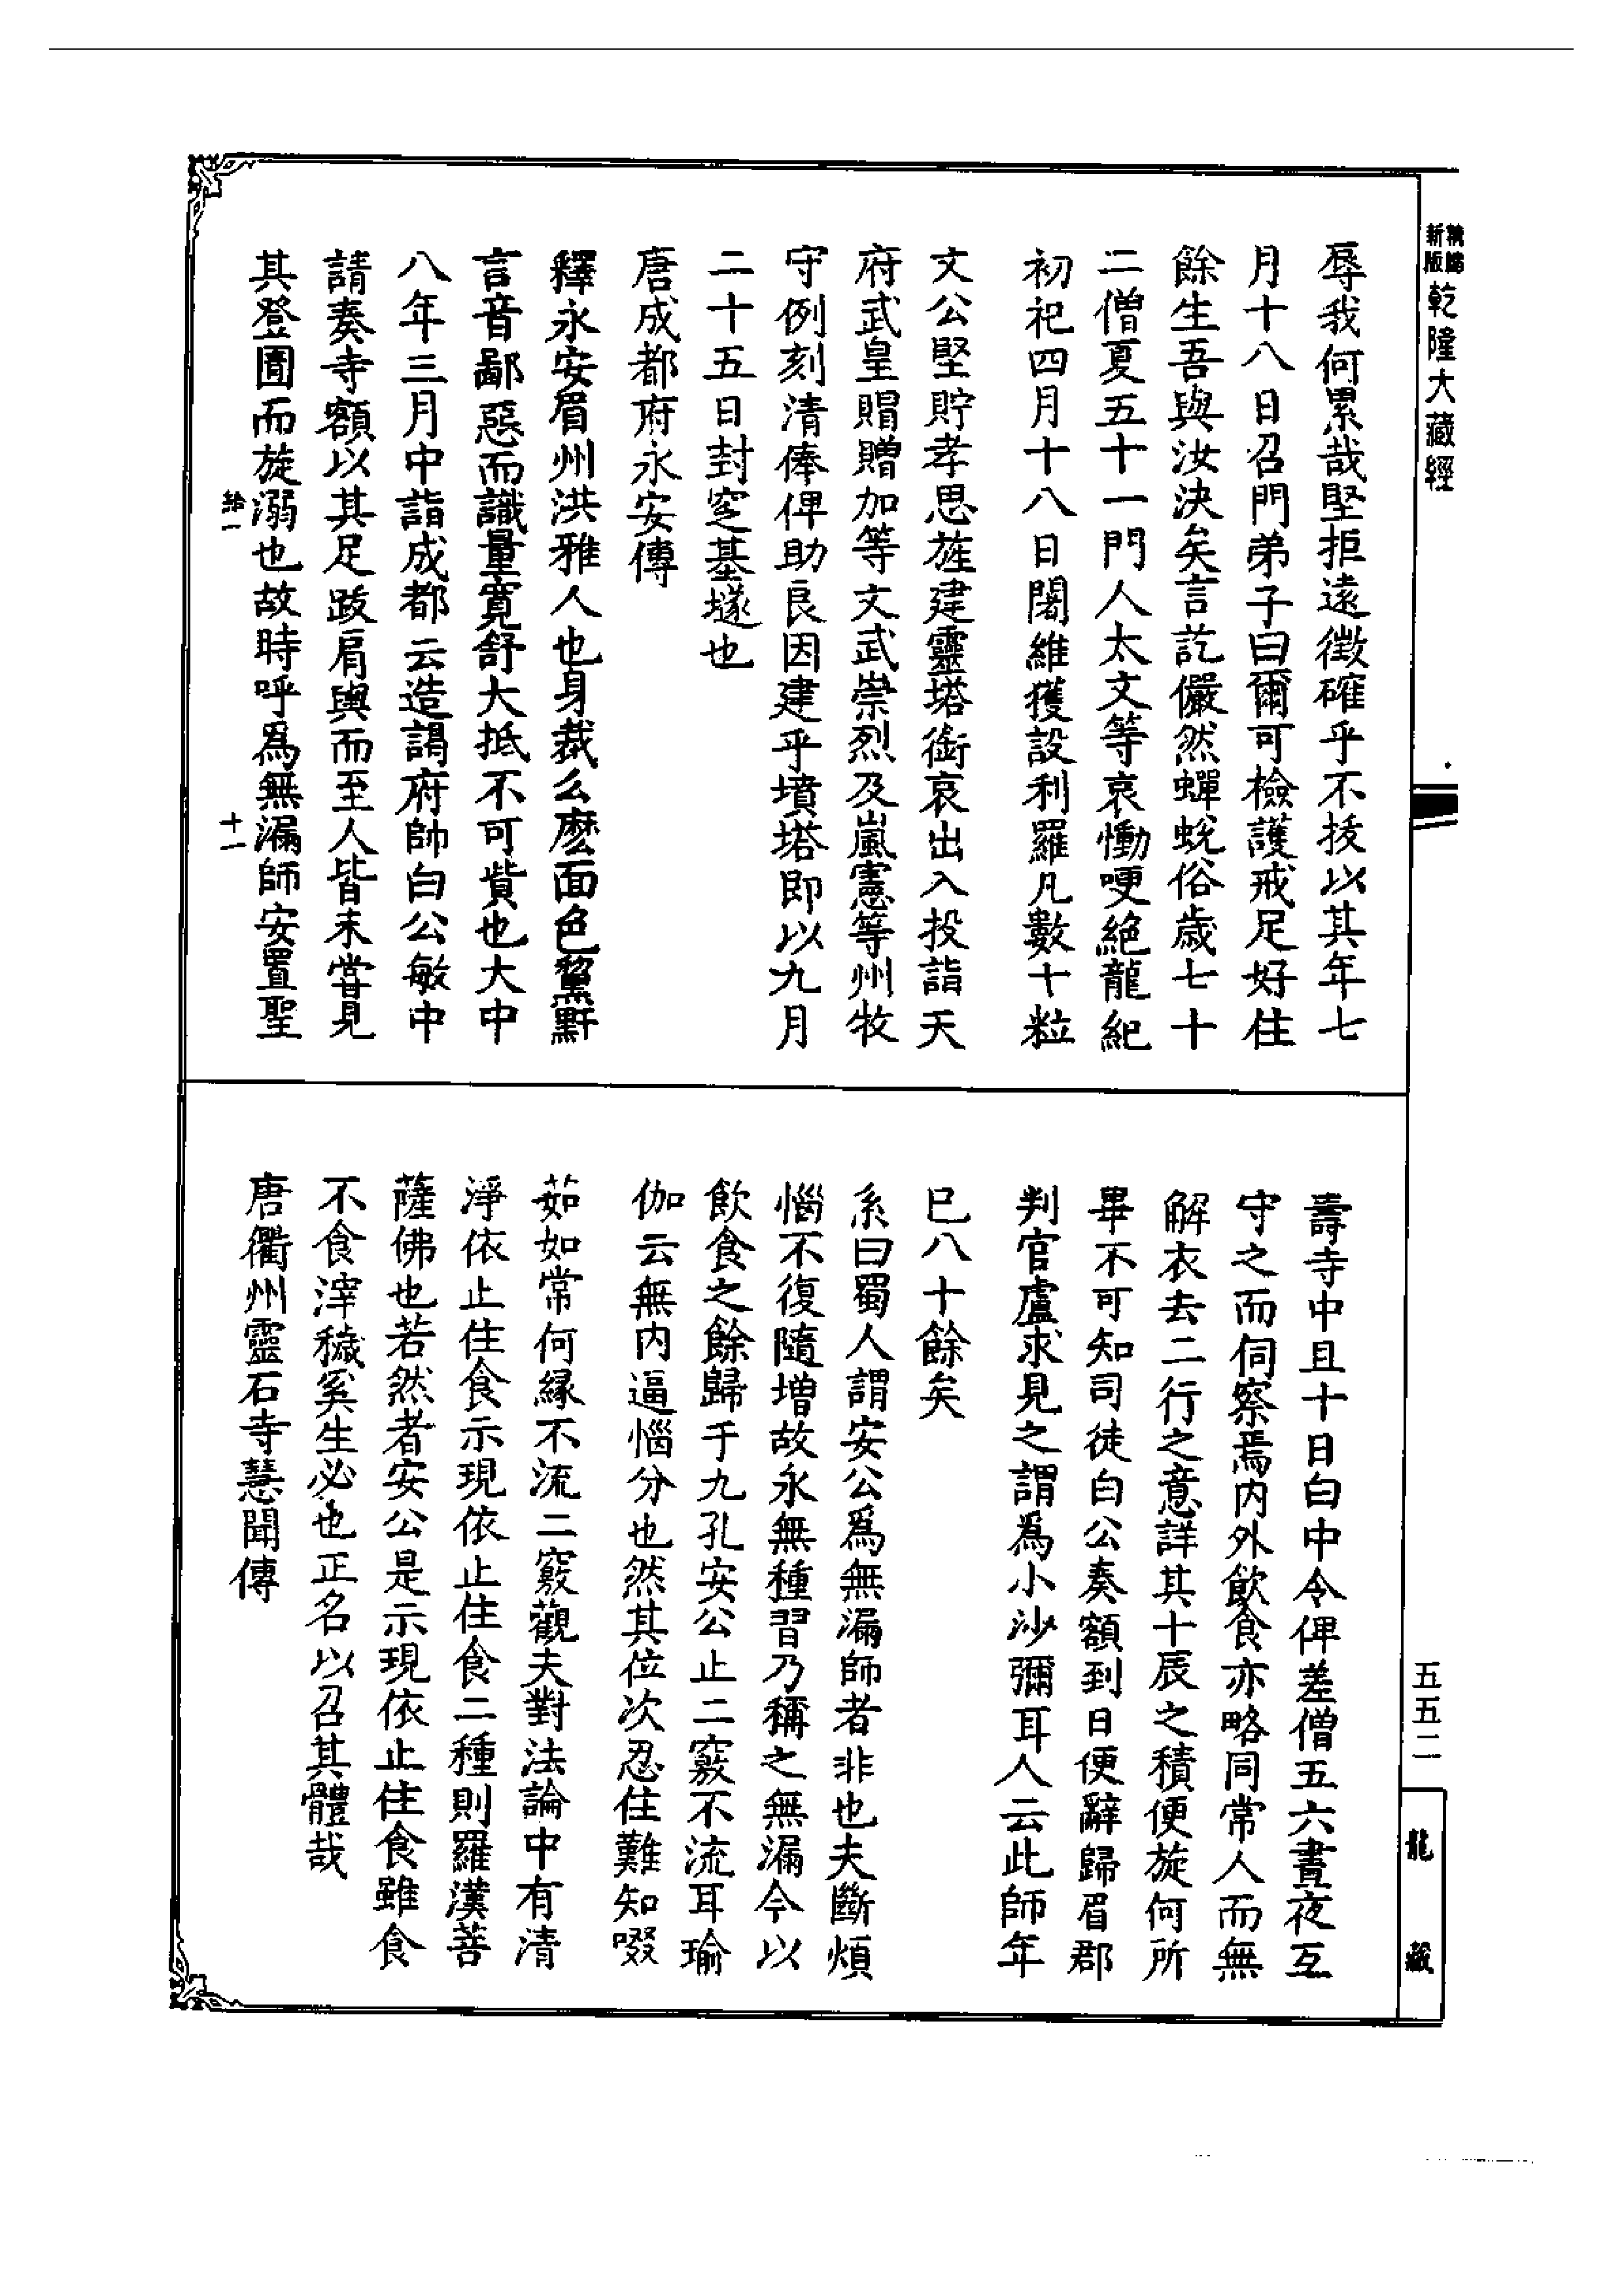 精縮新版乾隆大藏經
辱我何累哉堅拒遠徵確乎不拔以其年七
月十八日召門弟子曰爾可檢護戒足好住
餘生吾與汝決矣言訖儼然蟬蛻俗歲七十
二僧夏五十一門人太文等哀慟哽絕龍紀
初祀四月十八日闍維獲設利羅凡數十粒
文公堅貯孝思旌建靈塔銜哀出入投詣天
府武皇賵贈加等文武崇烈及嵐憲等州牧
守例刻清俸俾助良因建乎墳塔即以九月
二十五日封窆基墜也
唐成都府永安傳
釋永安眉州洪雅人也身裁么麽面色黧黚
言音鄙惡而識量寬舒大抵不可貲也大中
八年三月中詣成都云造謁府帥白公敏中
請奏寺額以其足跛肩輿而至人皆未嘗見
其登圊而旋溺也故時呼爲無漏師安置聖
給一
十一
壽寺中且十日白中令俾差僧五六晝夜互
守之而伺察焉內外飲食亦略同常人而無
解衣去二行之意詳其十辰之積便旋何所
畢不可知司徒白公奏額到日便辭歸眉郡
判官盧求見之謂爲小沙彌耳人云此師年
已八十餘矣
系曰蜀人謂安公爲無漏師者非也夫斷煩
惱不復隨增故永無種習乃稱之無漏今以
飲食之餘歸于九孔安公止二竅不流耳瑜
伽云無內逼惱分也然其位次忍住難知啜
茹如常何緣不流二竅觀夫對法論中有清
淨依止住食示現依止住食二種則羅漢菩
薩佛也若然者安公是示現依止住食雖食
不食滓穢奚生必也正名以召其體哉
唐衢州靈石寺慧聞傳
五五二
龍藏